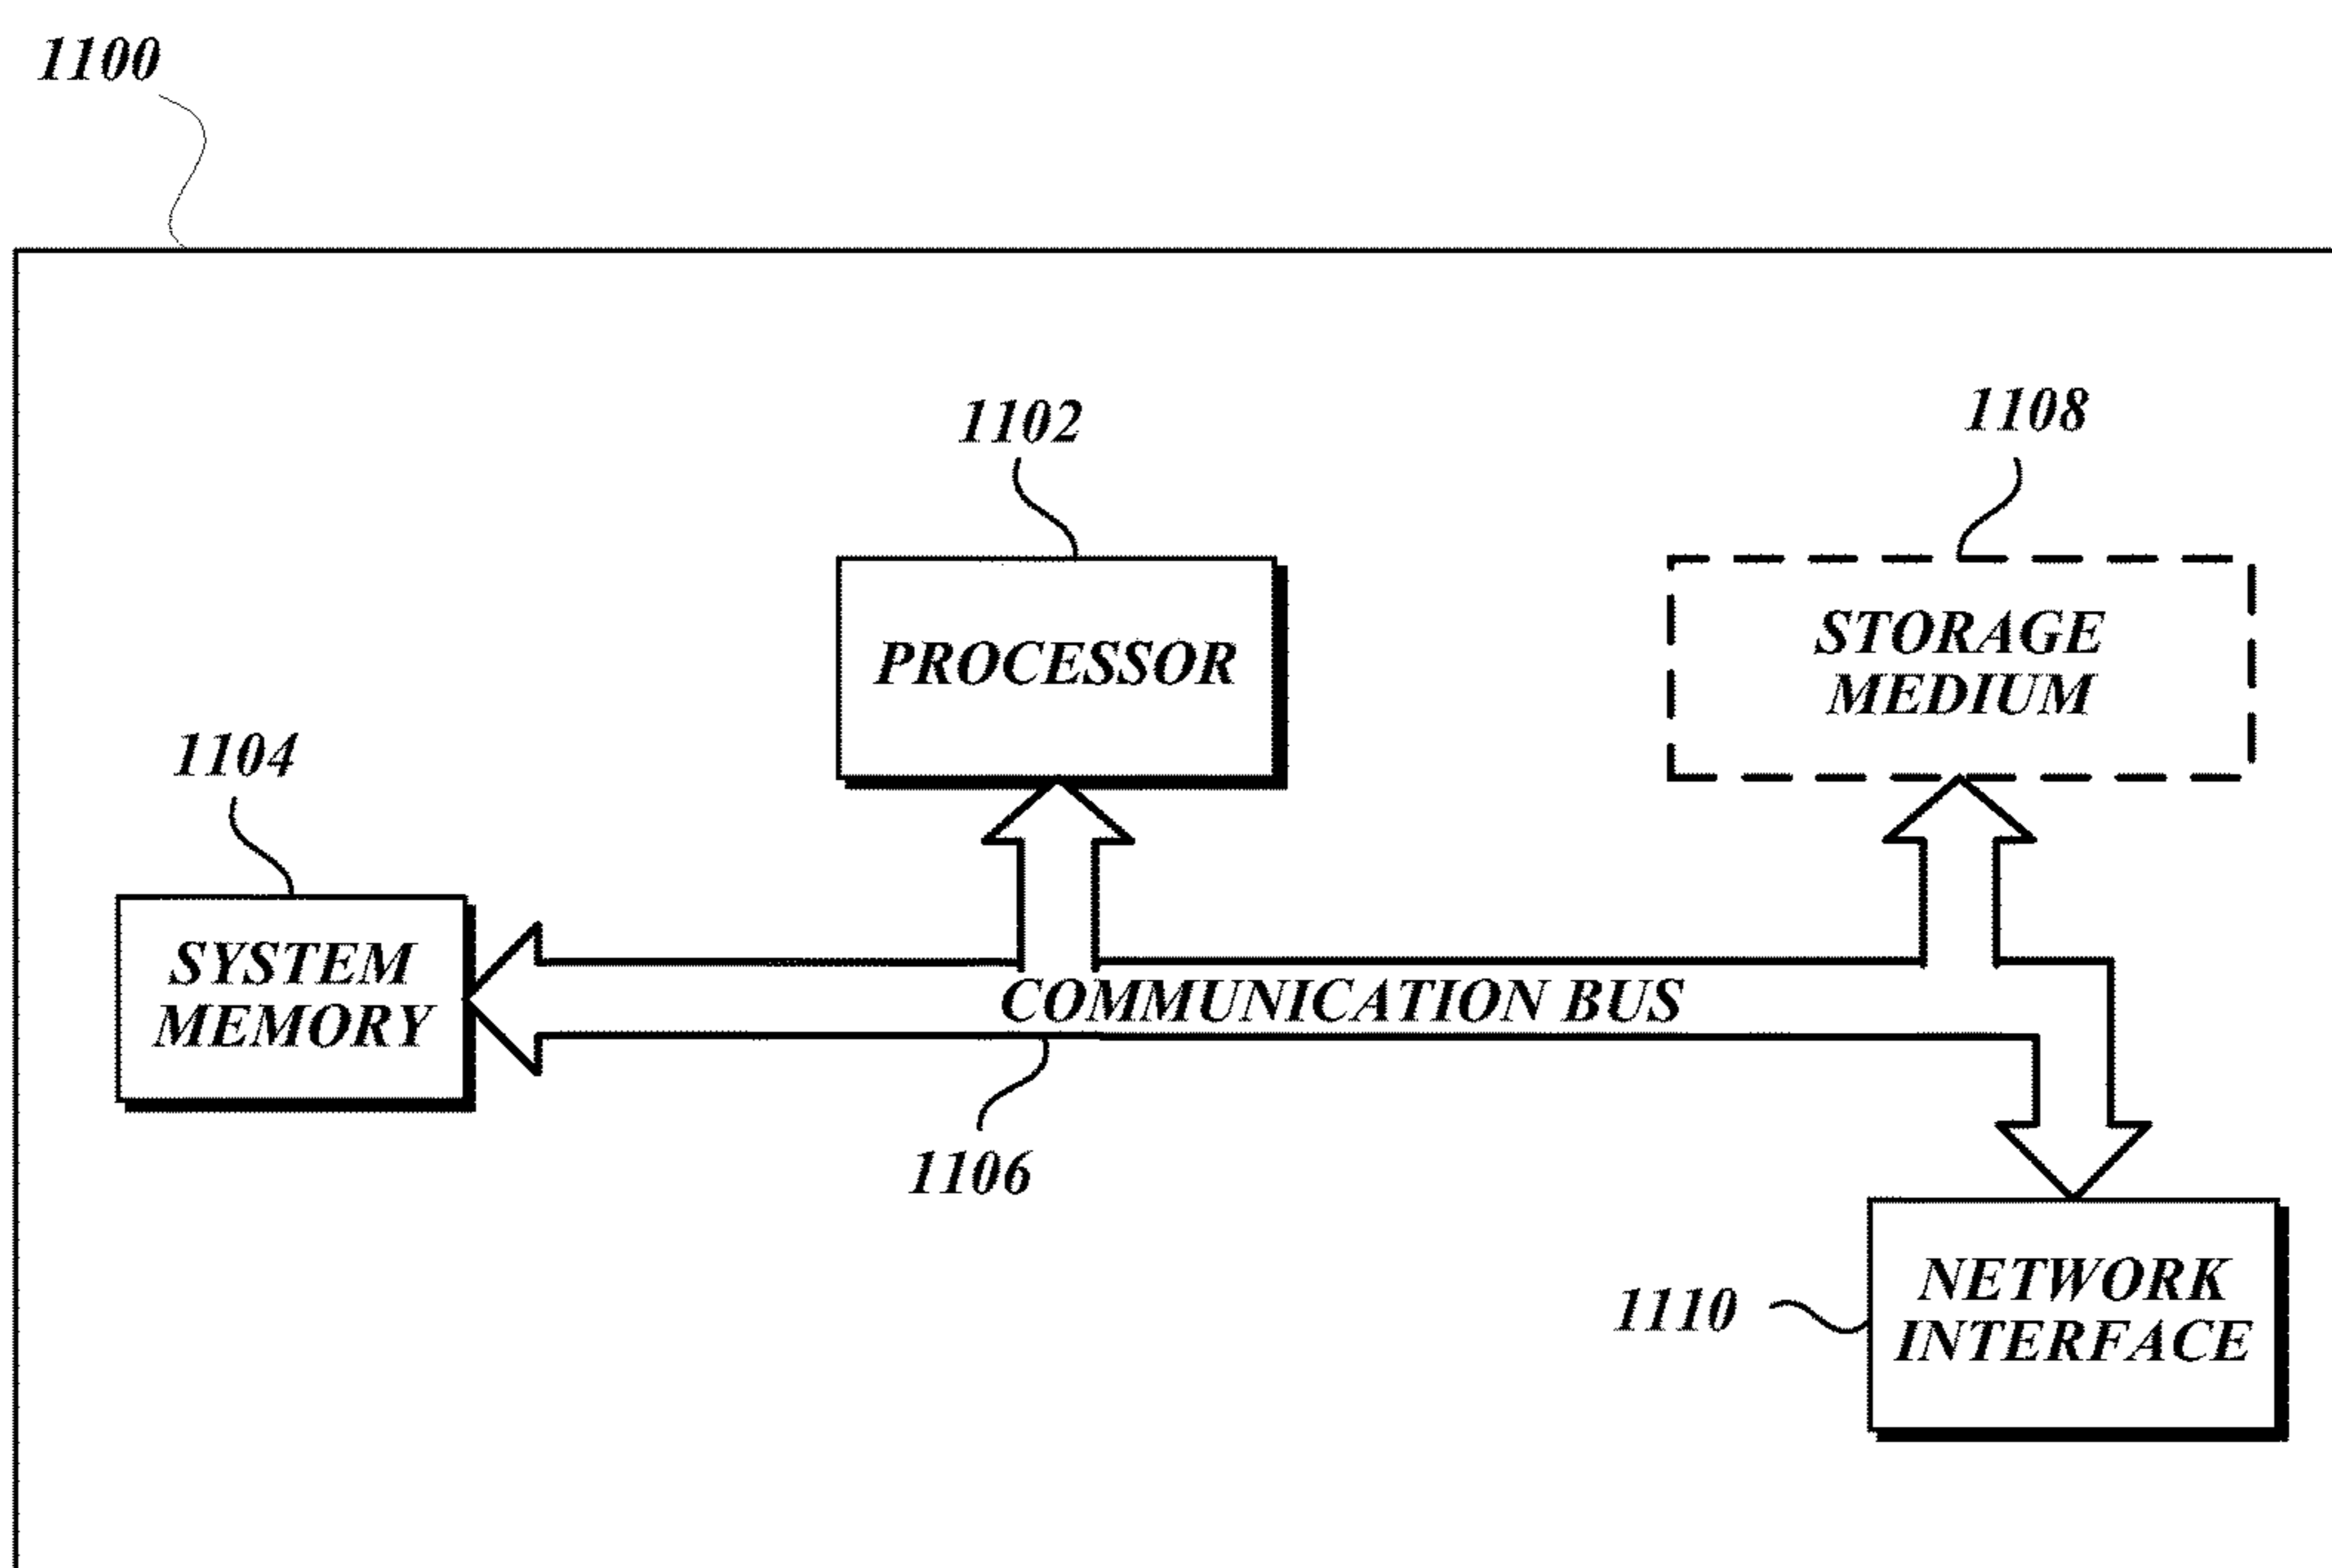 1100
1102
1108
PROCESSOR
STORAGE
MEDIUM
1104
SYSTEM
MEMORY
COMMUNICATION BUS
1106
1110
NETWORK
INTERFACE